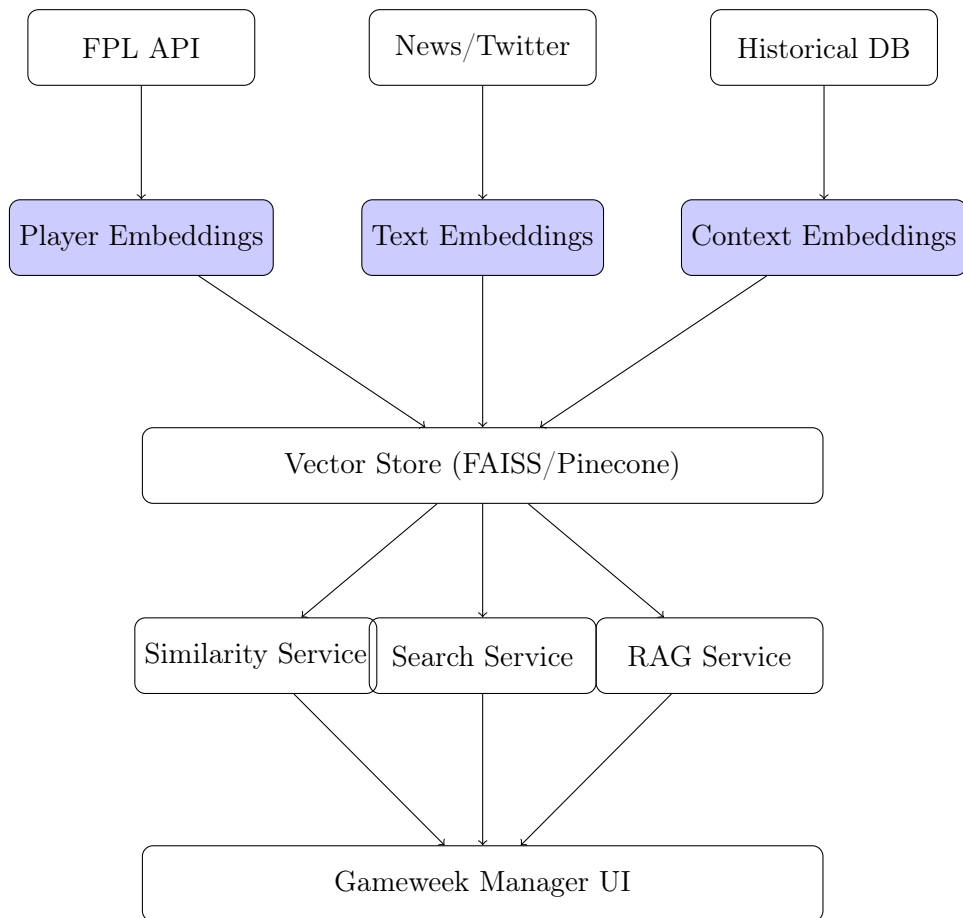 FPL API
News/Twitter
Historical DB
Player Embeddings
Text Embeddings
Context Embeddings
Vector Store (FAISS/Pinecone)
Similarity Service
Search Service
RAG Service
Gameweek Manager UI